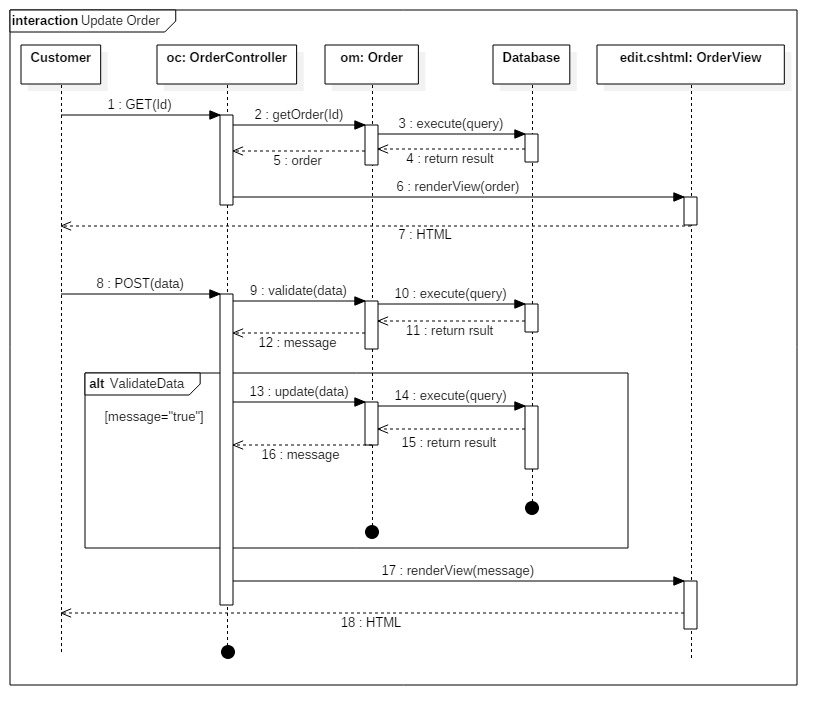 interaction Update Order
Customer
oc: OrderController
om: Order
Database
edit.cshtml: OrderView
1 : GET(Id)
2 : getOrder(Id)
3 : execute(query)
4 : return result
5 : order
6 : renderView(order)
7 : HTML
8 : POST(data)
9 : validate(data)
10 : execute(query)
11 : return rsult
12 : message
alt ValidateData
13 : update(data)
14 : execute(query)
[message="true"]
15 : return result
16 : message
17 : renderView(message)
18 : HTML